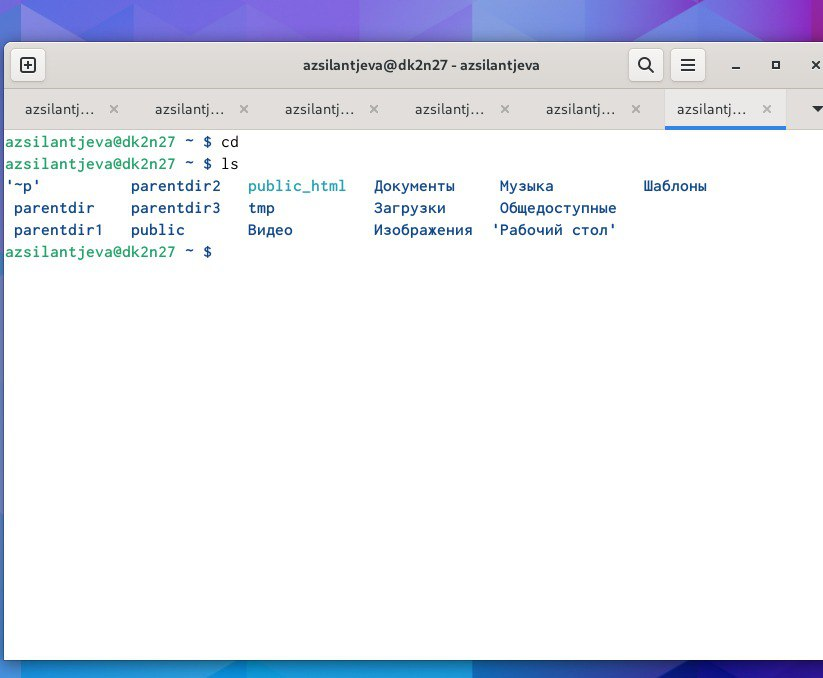 azsilantjeva@dk2n27 - azsilantjeva
azsilantj... azsilantj... azsilantj... azsilantj... azsilantj... azsilantj...
azsilantjeva@dk2n27 ~ $ cd
azsilantjeva@dk2n27 ~ $ ls
'~p' parentdir2 public_html Документы Музыка Шаблоны
parentdir parentdir3 tmp Загрузки Общедоступные
parentdir1 public Видео Изображения 'Рабочий стол'
azsilantjeva@dk2n27 ~ $